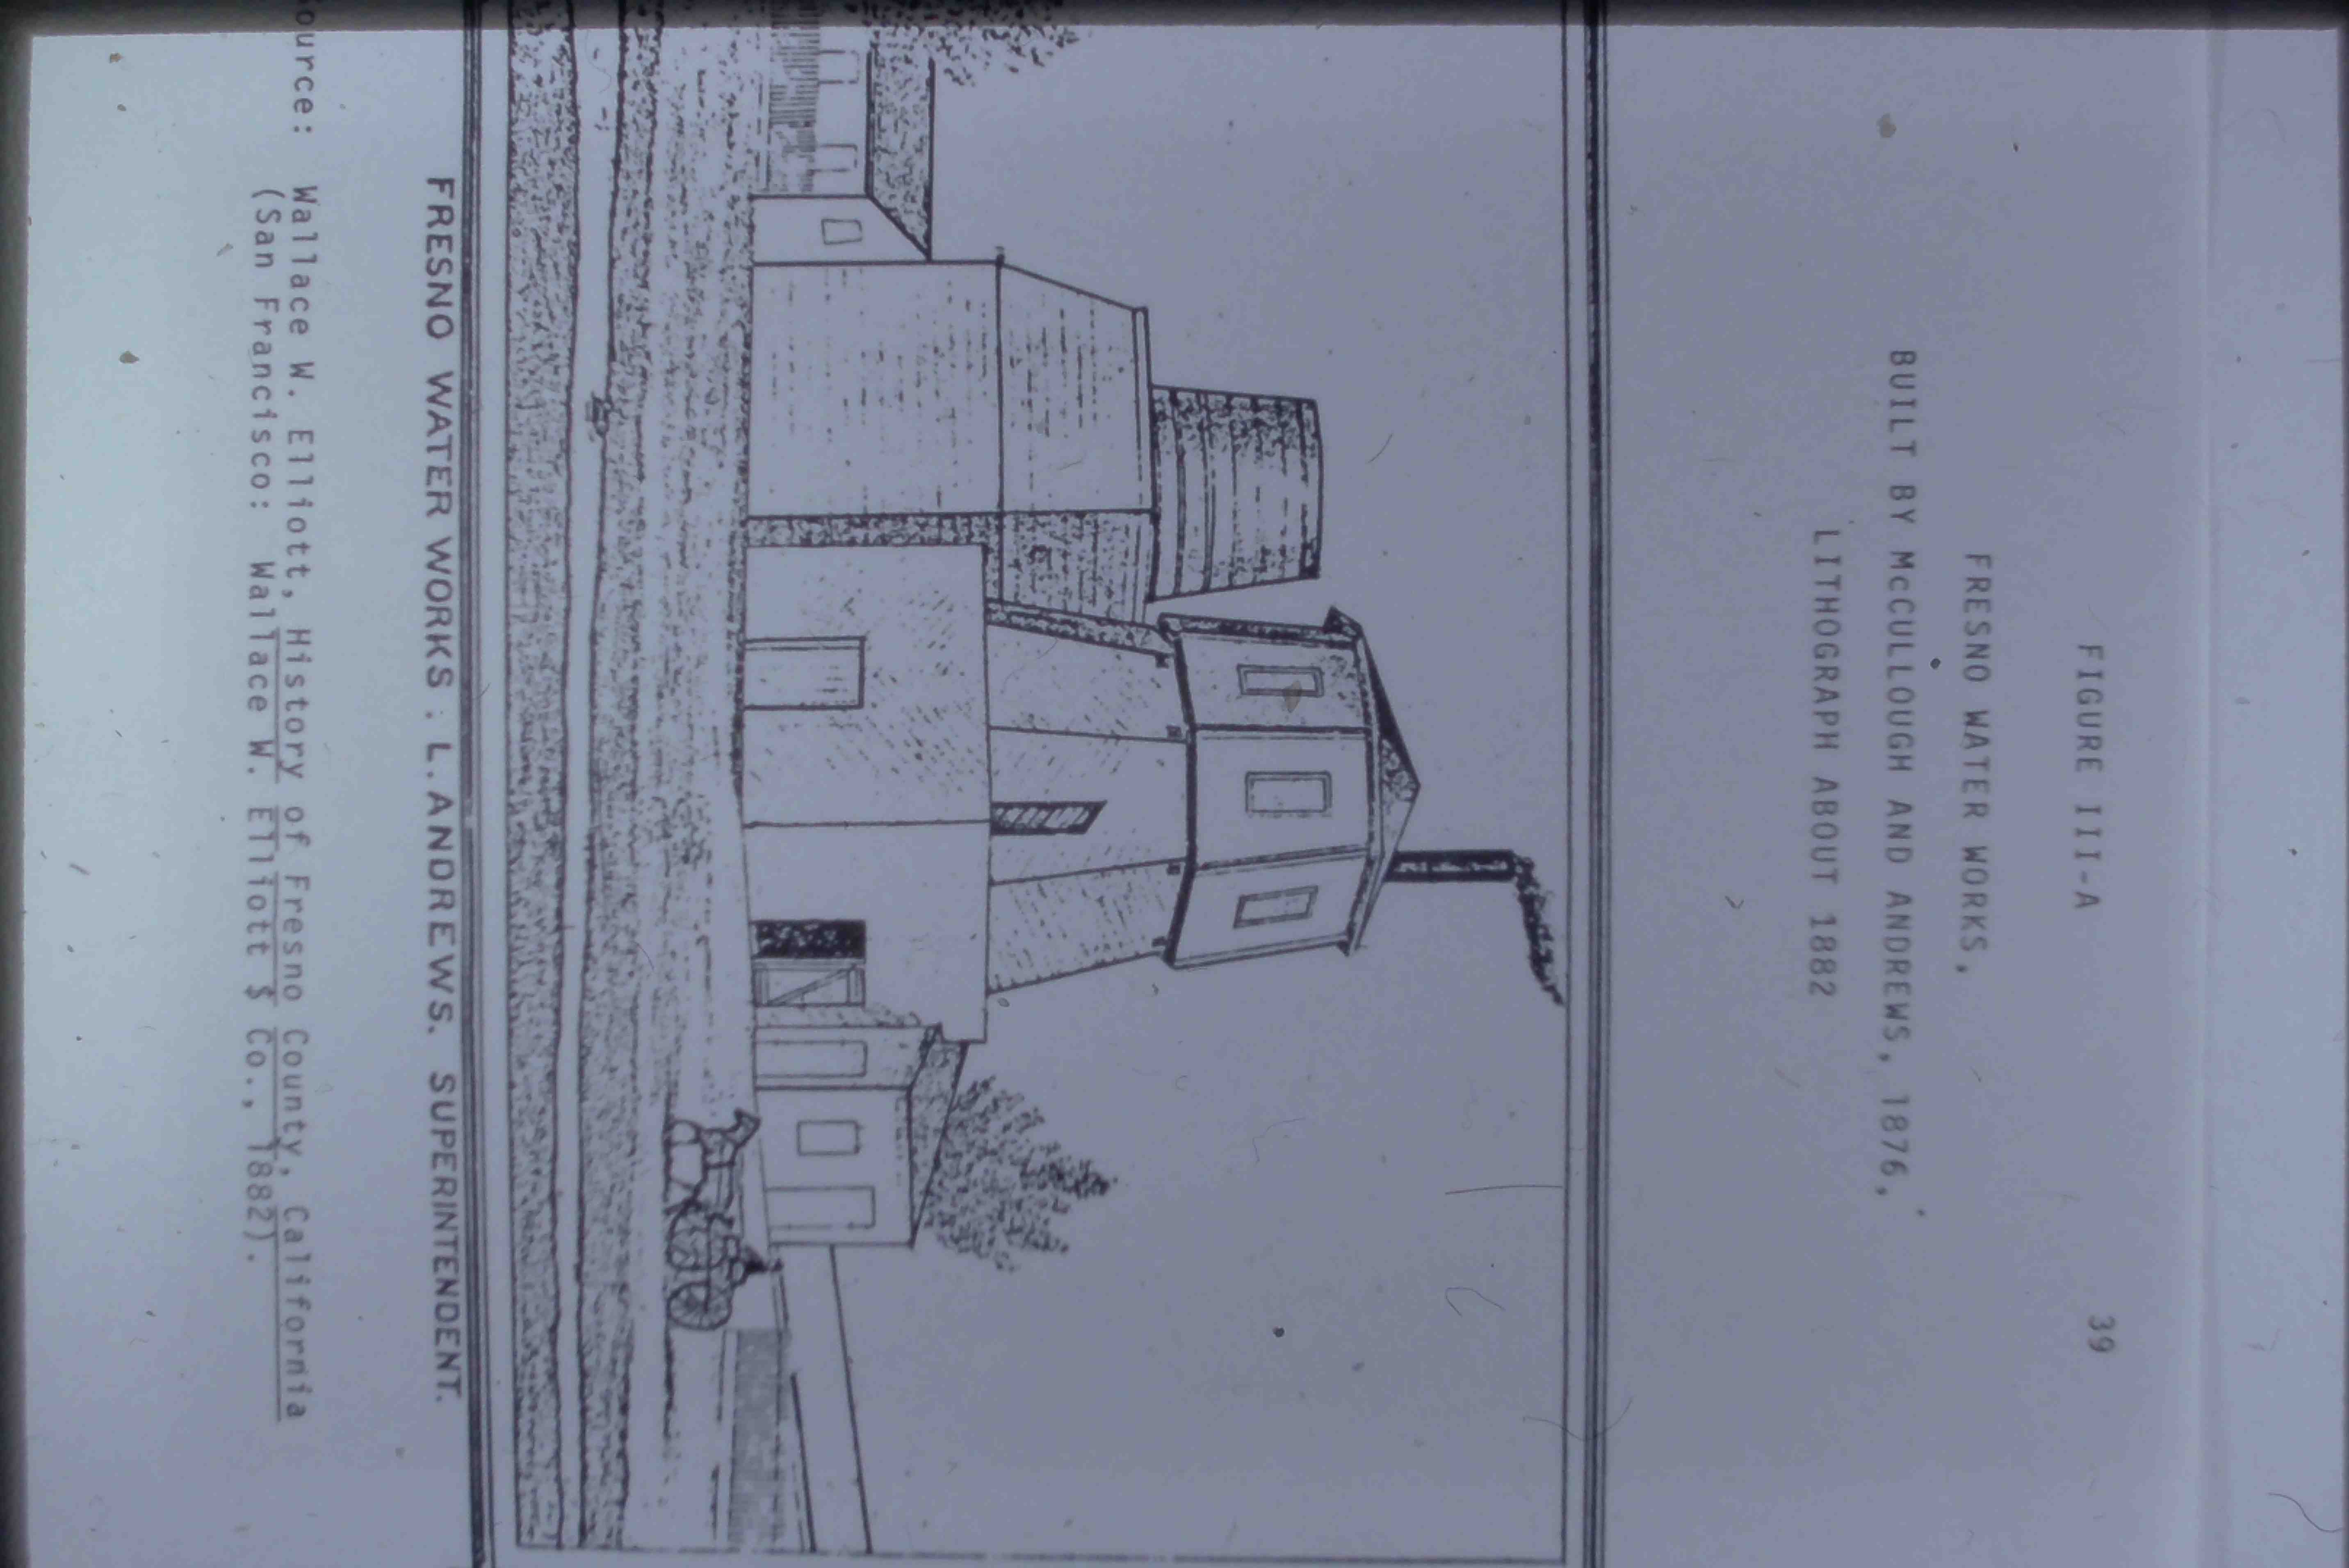 FIGURE III-A
39
FRESNO WATER WORKS,
BUILT BY McCULLOUGH AND ANDREWS, 1876,
LITHOGRAPH ABOUT 1882
FRESNO WATER WORKS. L. ANDREWS. SUPERINTENDENT.
ource: Wallace W. Elliott, History of Fresno County, California
(San Francisco: Wallace W. Elliott $ Co., 1882).